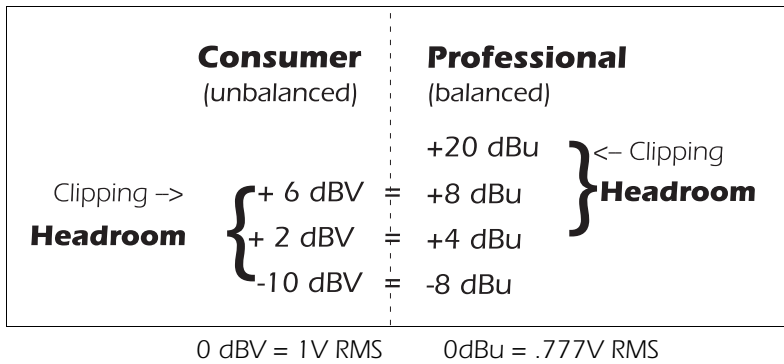 Consumer Professional
(unbalanced) (balanced)
+20 dBu <– Clipping
Clipping –> + 6 dBV = +8 dBu Headroom
Headroom + 2 dBV = +4 dBu
-10 dBV = -8 dBu
0 dBV = 1V RMS 0dBu = .777V RMS